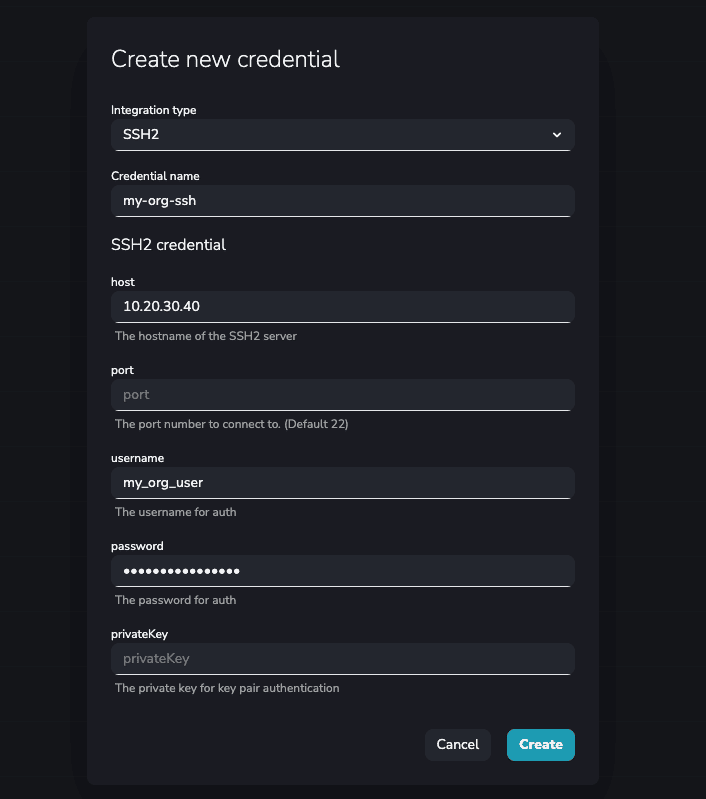 Create new credential
Integration type
SSH2
Credential name
my-org-ssh
SSH2 credential
host
10.20.30.40
The hostname of the SSH2 server
port
port
The port number to connect to. (Default 22)
username
my_org_user
The username for auth
password
••••••••••••••••
The password for auth
privateKey
privateKey
The private key for key pair authentication
Cancel Create